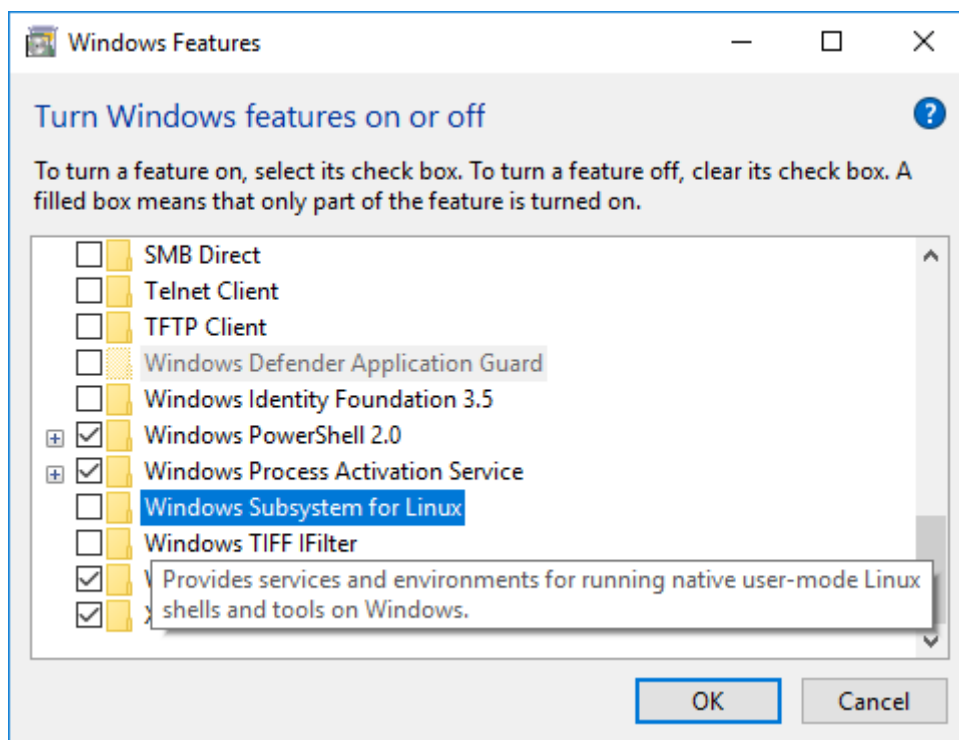 Windows Features
Turn Windows features on or off
To turn a feature on, select its check box. To turn a feature off, clear its check box. A
filled box means that only part of the feature is turned on.
SMB Direct
Telnet Client
TFTP Client
Windows Defender Application Guard
Windows Identity Foundation 3.5
Windows PowerShell 2.0
Windows Process Activation Service
Windows Subsystem for Linux
Windows TIFF IFilter
Provides services and environments for running native user-mode Linux
shells and tools on Windows.
OK
Cancel